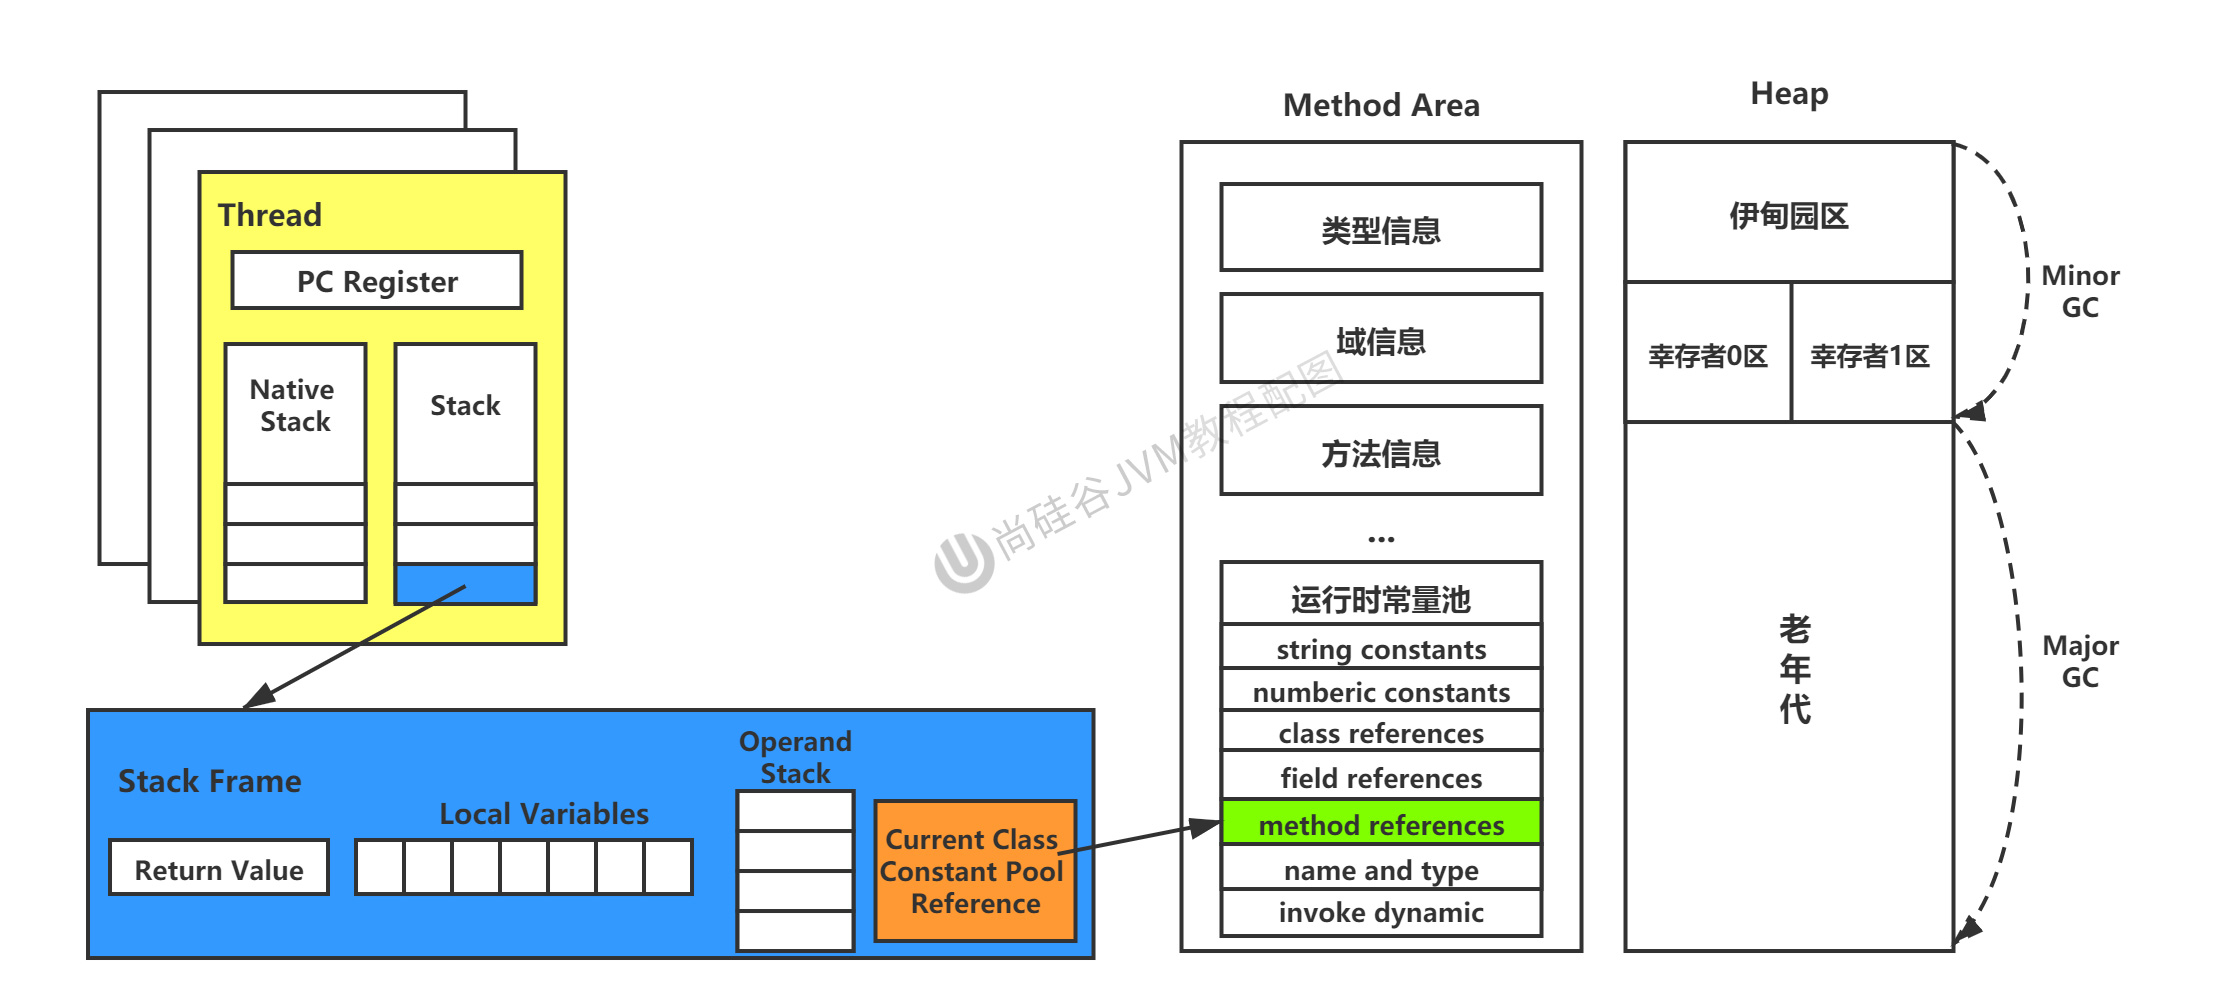 Thread
PC Register
Native
Stack
Stack
Stack Frame
Return Value
Local Variables
Operand
Stack
Current Class
Constant Pool
Reference
尚硅谷JVM教程配图
Method Area
类型信息
域信息
方法信息
...
运行时常量池
string constants
numberic constants
class references
field references
method references
name and type
invoke dynamic
Heap
伊甸园区
幸存者0区
幸存者1区
老
年
代
Minor
GC
Major
GC